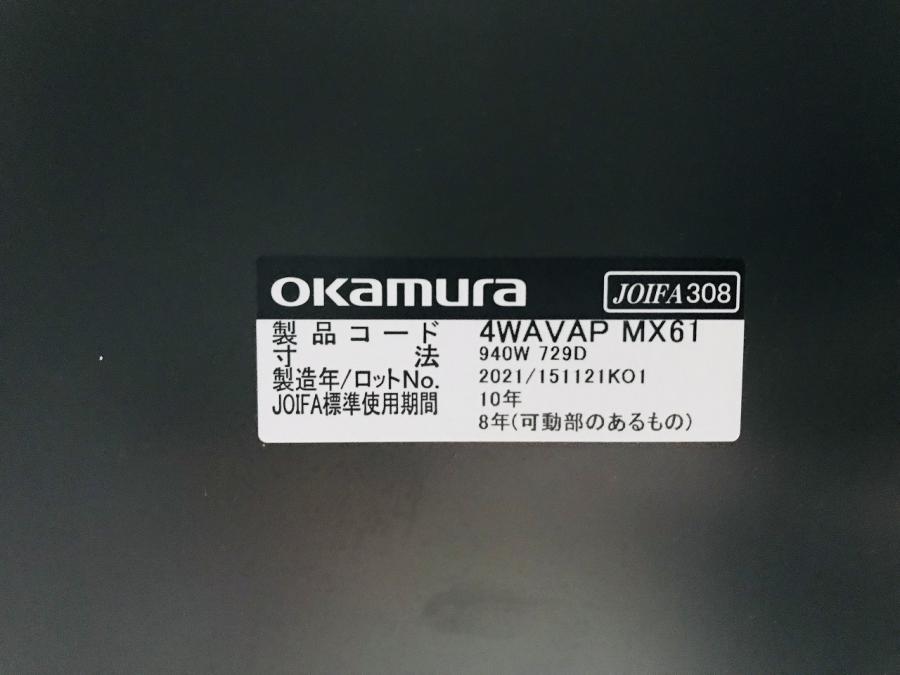 okamura JOIFA308
製品コード 4WAVAP MX61
寸法 940W 729D
製造年/ロットNo. 2021/151121K01
JOIFA標準使用期間 10年
8年(可動部のあるもの)